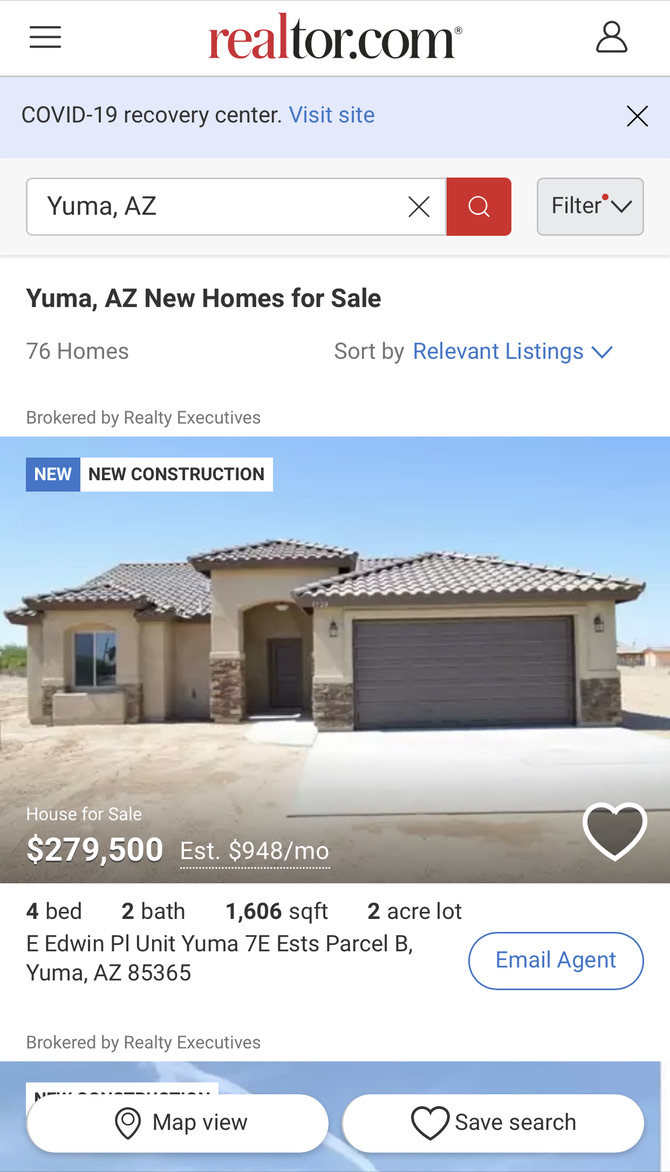 realtor.com®
COVID-19 recovery center. Visit site
Yuma, AZ
Filter
Yuma, AZ New Homes for Sale
76 Homes
Sort by Relevant Listings
Brokered by Realty Executives
NEW NEW CONSTRUCTION
House for Sale
$279,500 Est. $948/mo
4 bed 2 bath 1,606 sqft 2 acre lot
E Edwin Pl Unit Yuma 7E Ests Parcel B,
Yuma, AZ 85365
Email Agent
Brokered by Realty Executives
NEW CONSTRUCTION
Map view
Save search